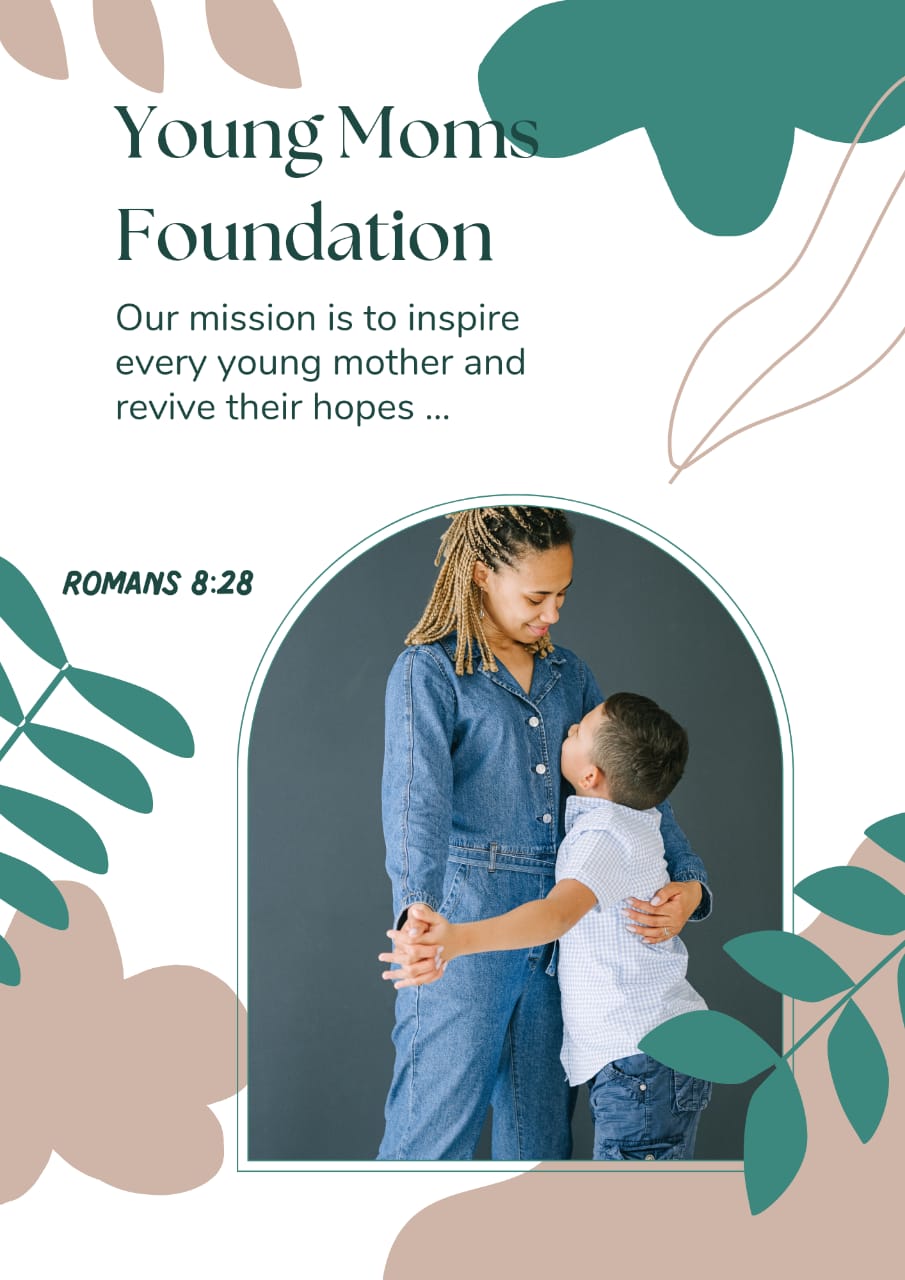 Young Moms
Foundation
Our mission is to inspire
every young mother and
revive their hopes ...
ROMANS 8:28